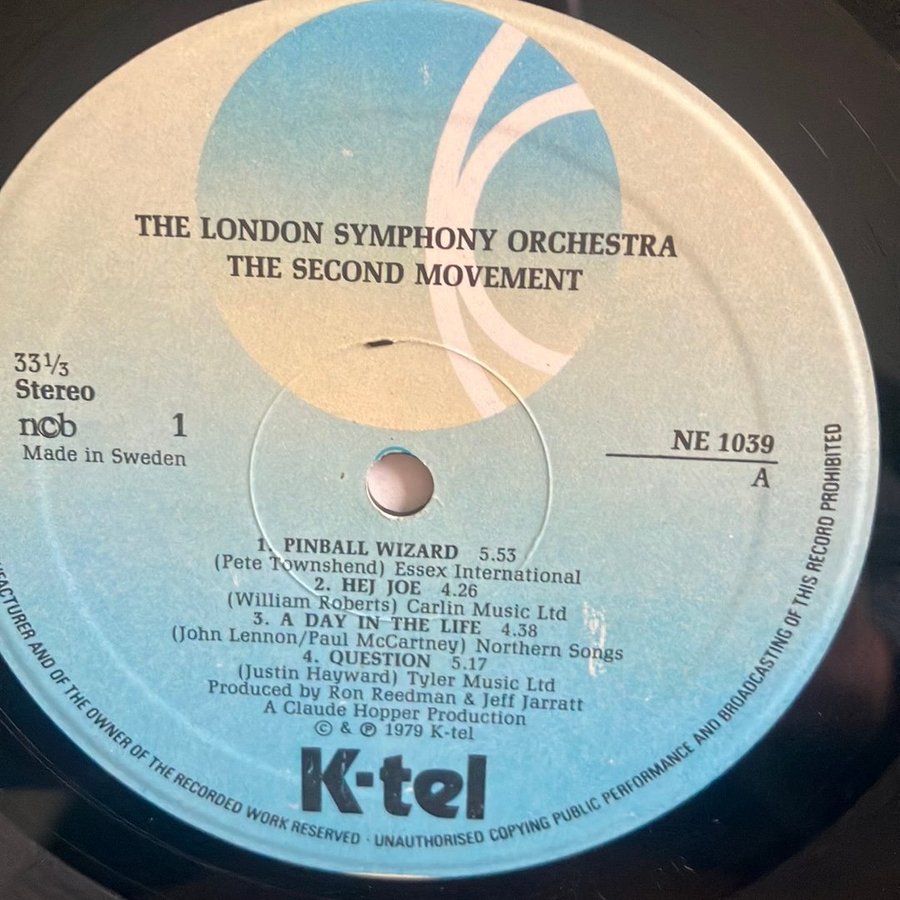 THE LONDON SYMPHONY ORCHESTRA
THE SECOND MOVEMENT
33⅓
Stereo
ncb 1
Made in Sweden
NE 1039
A
1. PINBALL WIZARD 5.53
(Pete Townshend) Essex International
2. HEJ JOE 4.26
(William Roberts) Carlin Music Ltd
3. A DAY IN THE LIFE 4.38
(John Lennon/Paul McCartney) Northern Songs
4. QUESTION 5.17
(Justin Hayward) Tyler Music Ltd
Produced by Ron Reedman & Jeff Jarratt
A Claude Hopper Production
© & ℗ 1979 K-tel
K-tel
AND OF THE OWNER OF THE RECORDED WORK RESERVED · UNAUTHORISED COPYING PUBLIC PERFORMANCE AND BROADCASTING OF THIS RECORD PROHIBITED